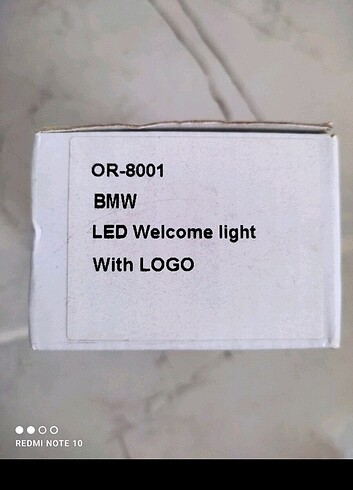 OR-8001
BMW
LED Welcome light
With LOGO
REDMI NOTE 10